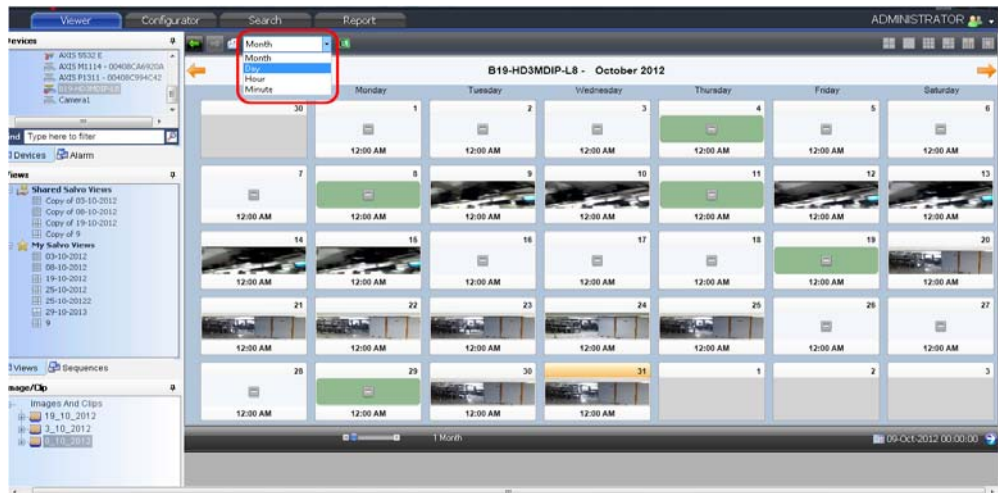 Viewer Configurator Search Report ADMINISTRATOR
Devices
AXIS 5532 E
AXIS M1114 - 00408CA6920A
AXIS P1311 - 00408C994C42
B19-HD3MDIP-L8
Camera1
Type here to filter
Devices Alarm
Views
Shared Salvo Views
Copy of 03-10-2012
Copy of 08-10-2012
Copy of 19-10-2012
Copy of 9
My Salvo Views
03-10-2012
08-10-2012
19-10-2012
25-10-2012
25-10-20122
29-10-2013
9
Views Sequences
Image/Clip
Images And Clips
19_10_2012
3_10_2012
Month
Month
Day
Hour
Minute
B19-HD3MDIP-L8 - October 2012
Monday Tuesday Wednesday Thursday Friday Saturday
30 1 2 3 4 5 6
12:00 AM 12:00 AM 12:00 AM 12:00 AM 12:00 AM 12:00 AM
7 8 9 10 11 12 13
12:00 AM 12:00 AM 12:00 AM 12:00 AM 12:00 AM 12:00 AM 12:00 AM
14 15 16 17 18 19 20
12:00 AM 12:00 AM 12:00 AM 12:00 AM 12:00 AM 12:00 AM 12:00 AM
21 22 23 24 25 26 27
12:00 AM 12:00 AM 12:00 AM 12:00 AM 12:00 AM 12:00 AM 12:00 AM
28 29 30 31 1 2 3
12:00 AM 12:00 AM 12:00 AM 12:00 AM
1 Month 09-Oct-2012 00:00:00